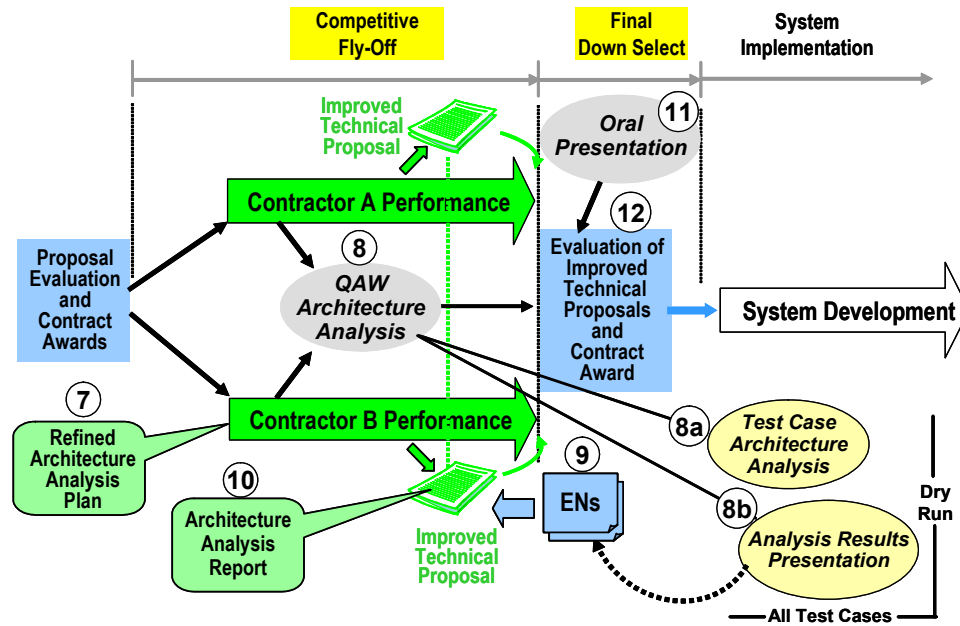 Competitive
Fly-Off
Final
Down Select
System
Implementation
Improved
Technical
Proposal
11
Oral
Presentation
Contractor A Performance
12
8
Proposal
Evaluation
and
Contract
Awards
QAW
Architecture
Analysis
Evaluation of
Improved
Technical
Proposals
and
Contract
Award
System Development
7
Contractor B Performance
8a
Test Case
Architecture
Analysis
Refined
Architecture
Analysis
Plan
10
9
Architecture
Analysis
Report
ENs
8b
Dry
Run
Improved
Technical
Proposal
Analysis Results
Presentation
All Test Cases